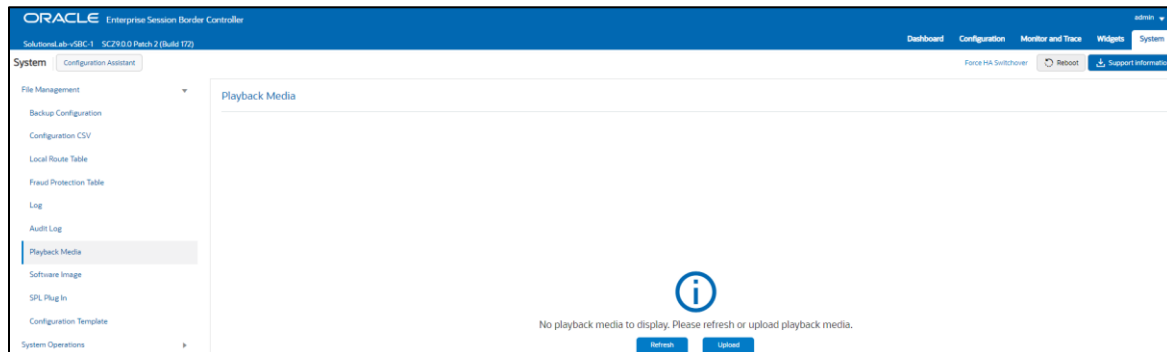 ORACLE Enterprise Session Border Controller
admin
SolutionsLab-vSBC-1 SCZ9.0.0 Patch 2 (Build 172)
Dashboard Configuration Monitor and Trace Widgets System
System Configuration Assistant
Force HA Switchover Reboot Support informatio
File Management
Playback Media
Backup Configuration
Configuration CSV
Local Route Table
Fraud Protection Table
Log
Audit Log
Playback Media
Software Image
SPL Plug In
Configuration Template
System Operations
No playback media to display. Please refresh or upload playback media.
Refresh Upload